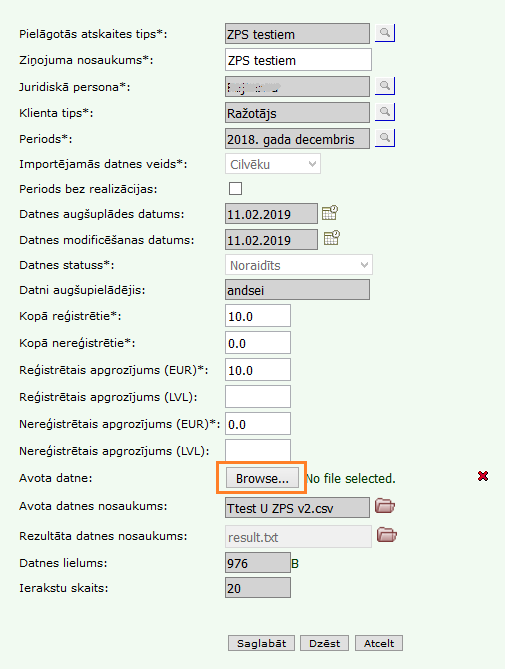 Pielāgotās atskaites tips*: ZPS testiem
Ziņojuma nosaukums*: ZPS testiem
Juridiskā persona*:
Klienta tips*: Ražotājs
Periods*: 2018. gada decembris
Importējamās datnes veids*: Cilvēku
Periods bez realizācijas:
Datnes augšuplādes datums: 11.02.2019
Datnes modificēšanas datums: 11.02.2019
Datnes statuss*: Noraidīts
Datni augšupielādējis: andsei
Kopā reģistrētie*: 10.0
Kopā nereģistrētie*: 0.0
Reģistrētais apgrozījums (EUR)*: 10.0
Reģistrētais apgrozījums (LVL):
Nereģistrētais apgrozījums (EUR)*: 0.0
Nereģistrētais apgrozījums (LVL):
Avota datne: Browse... No file selected.
Avota datnes nosaukums: Ttest U ZPS v2.csv
Rezultāta datnes nosaukums: result.txt
Datnes lielums: 976 B
Ierakstu skaits: 20
Saglabāt Dzēst Atcelt